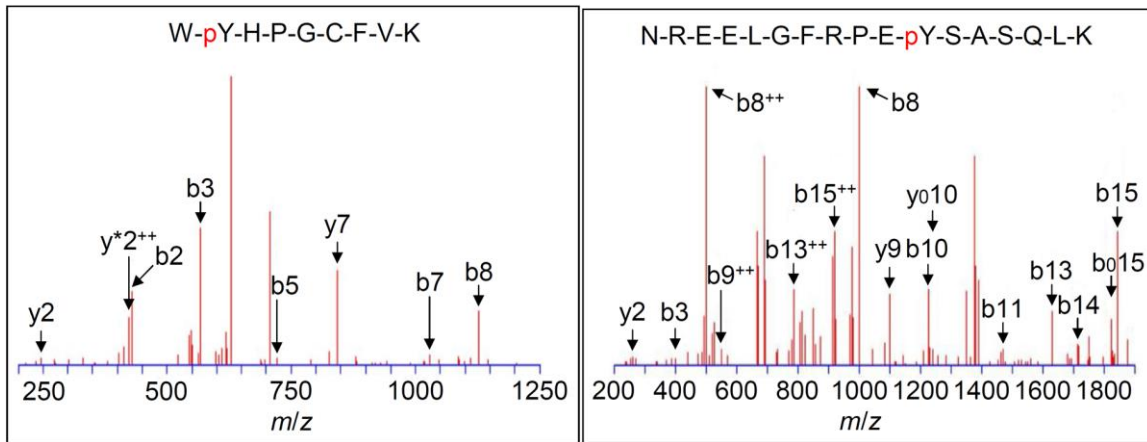 W-pY-H-P-G-C-F-V-K
b3
y*2++
b2
y7
b8
y2
b5
b7
250 500 750 1000 1250
m/z
N-R-E-E-L-G-F-R-P-E-pY-S-A-S-Q-L-K
b8++
b8
b15++
y010
b15
b13++
y9 b10
b13
b015
b9++
y2
b3
b11
b14
200 400 600 800 1000 1200 1400 1600 1800
m/z